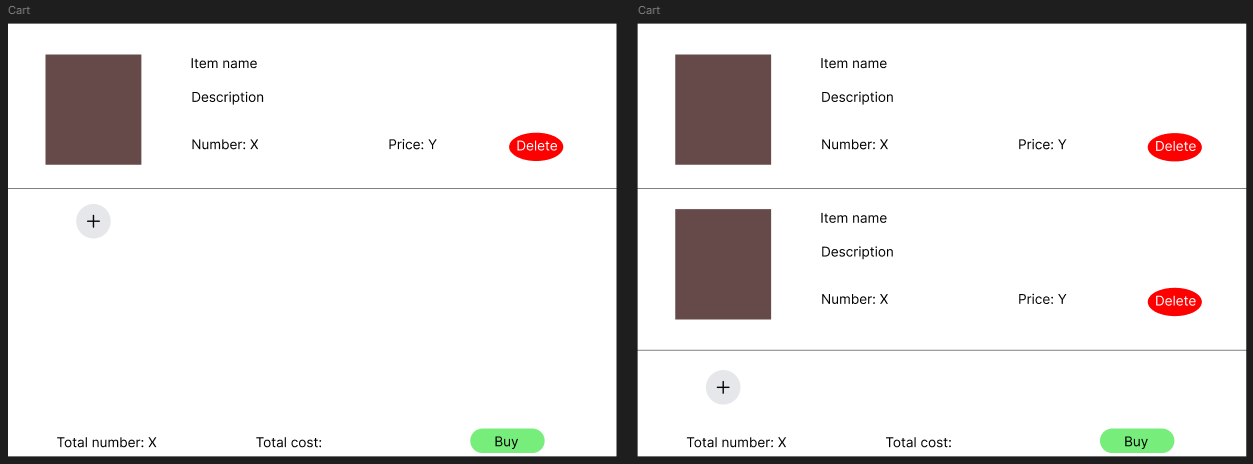 Cart
Item name
Description
Number: X Price: Y Delete
+
Total number: X Total cost: Buy
Cart
Item name
Description
Number: X Price: Y Delete
Item name
Description
Number: X Price: Y Delete
+
Total number: X Total cost: Buy